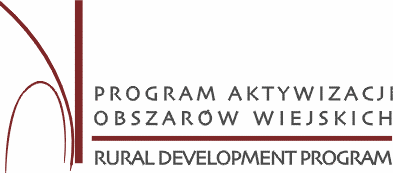 PROGRAM AKTYWIZACJI
OBSZARÓW WIEJSKICH
RURAL DEVELOPMENT PROGRAM